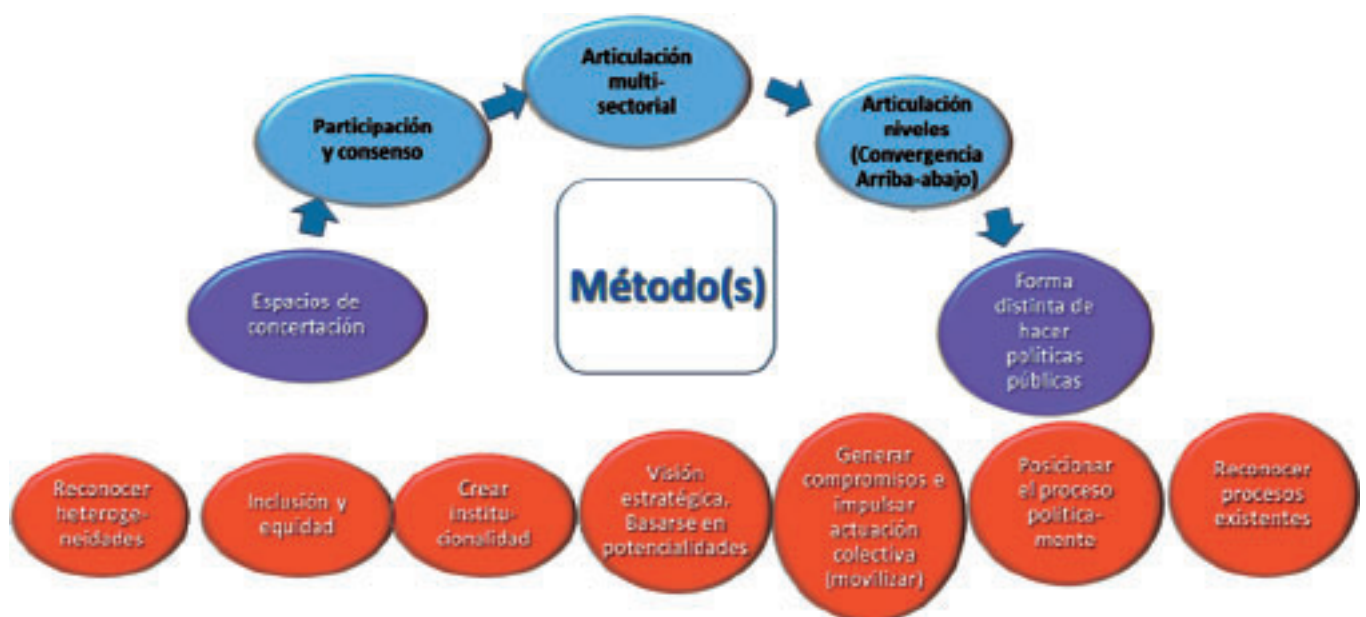 Articulación
multi-
sectorial
Participación
y consenso
Articulación
niveles
(Convergencia
Arriba-abajo)
Método(s)
Espacios de
concertación
Forma
distinta de
hacer
políticas
públicas
Reconocer
heteroge-
neidades
Inclusión y
equidad
Crear
institu-
cionalidad
Visión
estratégica.
Basarse en
potencialidades
Generar
compromisos e
impulsar
actuación
colectiva
(movilizar)
Posicionar
el proceso
política-
mente
Reconocer
procesos
existentes